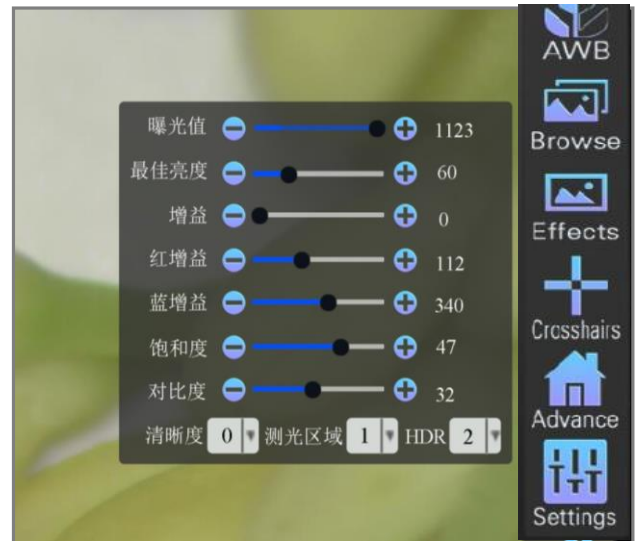 曝光值 1123
最佳亮度 60
增益 0
红增益 112
蓝增益 340
饱和度 47
对比度 32
清晰度 0 测光区域 1 HDR 2
AWB
Browse
Effects
Crosshairs
Advance
Settings